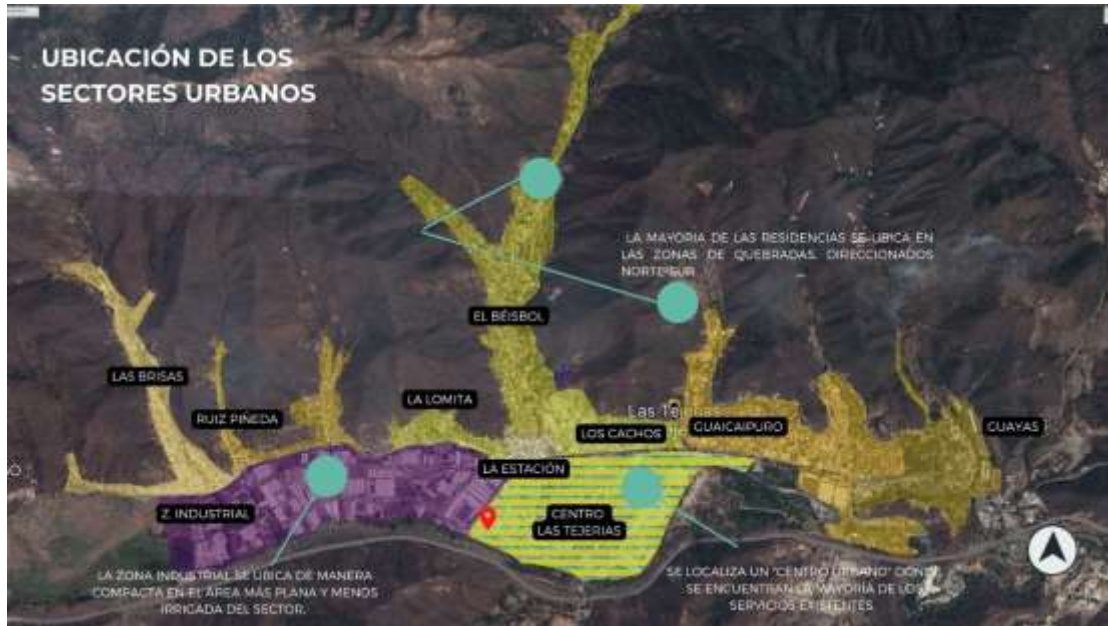 UBICACIÓN DE LOS
SECTORES URBANOS
LA MAYORIA DE LAS RESIDENCIAS SE UBICA EN
LAS ZONAS DE QUEBRADAS. DIRECCIONADOS
NORTE-SUR
EL BÉISBOL
LAS BRISAS
LA LOMITA
RUIZ PIÑEDA
Las Tejerías
LOS CACHOS
GUAICAIPURO
GUAYAS
LA ESTACIÓN
Z. INDUSTRIAL
CENTRO
LAS TEJERIAS
LA ZONA INDUSTRIAL SE UBICA DE MANERA
COMPACTA EN EL ÁREA MÁS PLANA Y MENOS
IRRIGADA DEL SECTOR.
SE LOCALIZA UN "CENTRO URBANO" DONDE
SE ENCUENTRAN LA MAYORIA DE LOS
SERVICIOS EXISTENTES